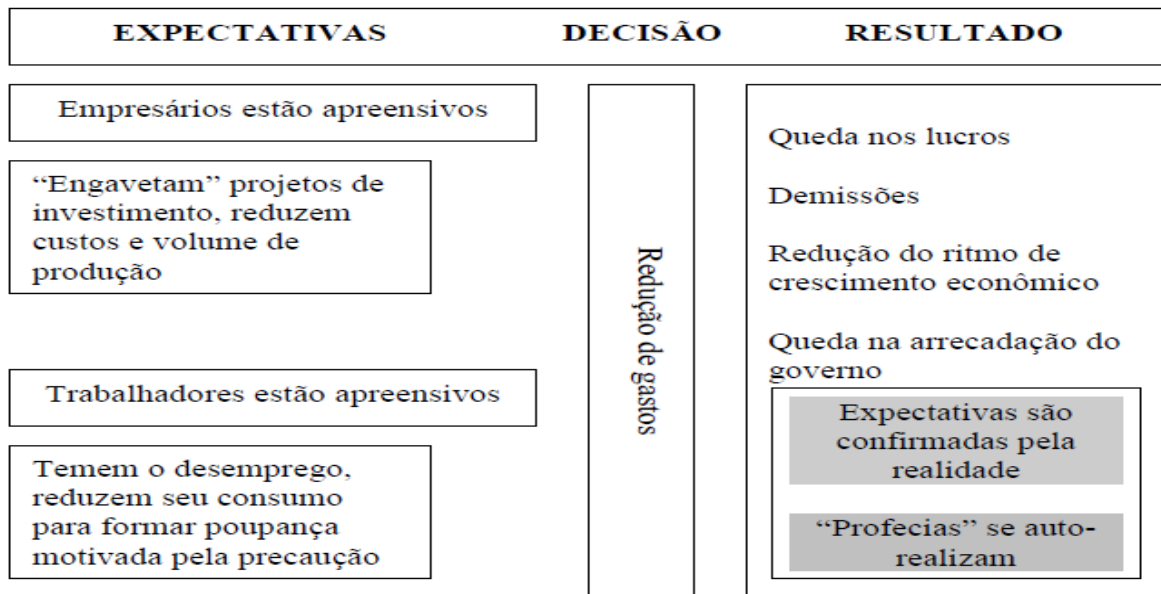 EXPECTATIVAS DECISÃO RESULTADO
Empresários estão apreensivos
“Engavetam” projetos de
investimento, reduzem
custos e volume de
produção
Trabalhadores estão apreensivos
Temem o desemprego,
reduzem seu consumo
para formar poupança
motivada pela precaução
Redução de gastos
Queda nos lucros
Demissões
Redução do ritmo de
crescimento econômico
Queda na arrecadação do
governo
Expectativas são
confirmadas pela
realidade
“Profecias” se auto-
realizam